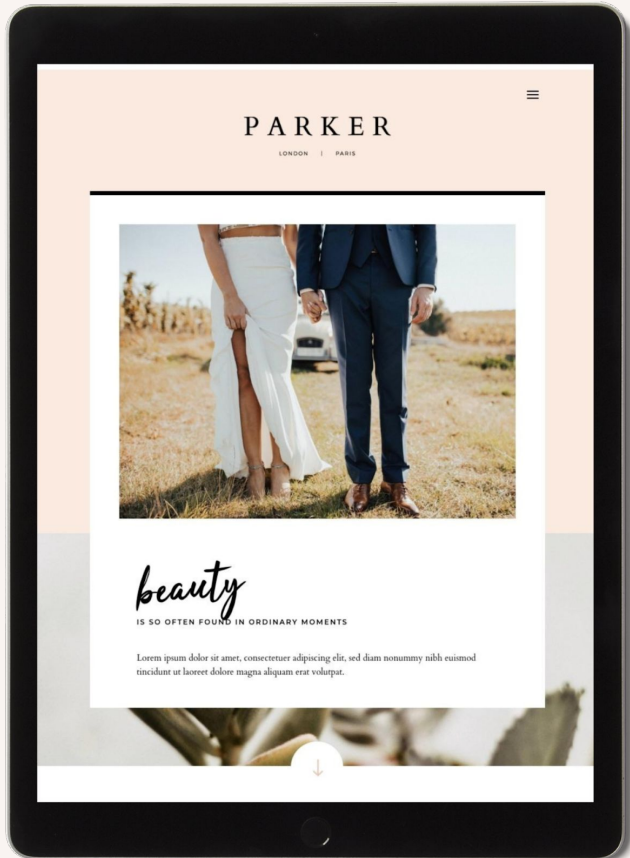 PARKER
LONDON | PARIS
beauty
IS SO OFTEN FOUND IN ORDINARY MOMENTS
Lorem ipsum dolor sit amet, consectetuer adipiscing elit, sed diam nonummy nibh euismod
tincidunt ut laoreet dolore magna aliquam erat volutpat.